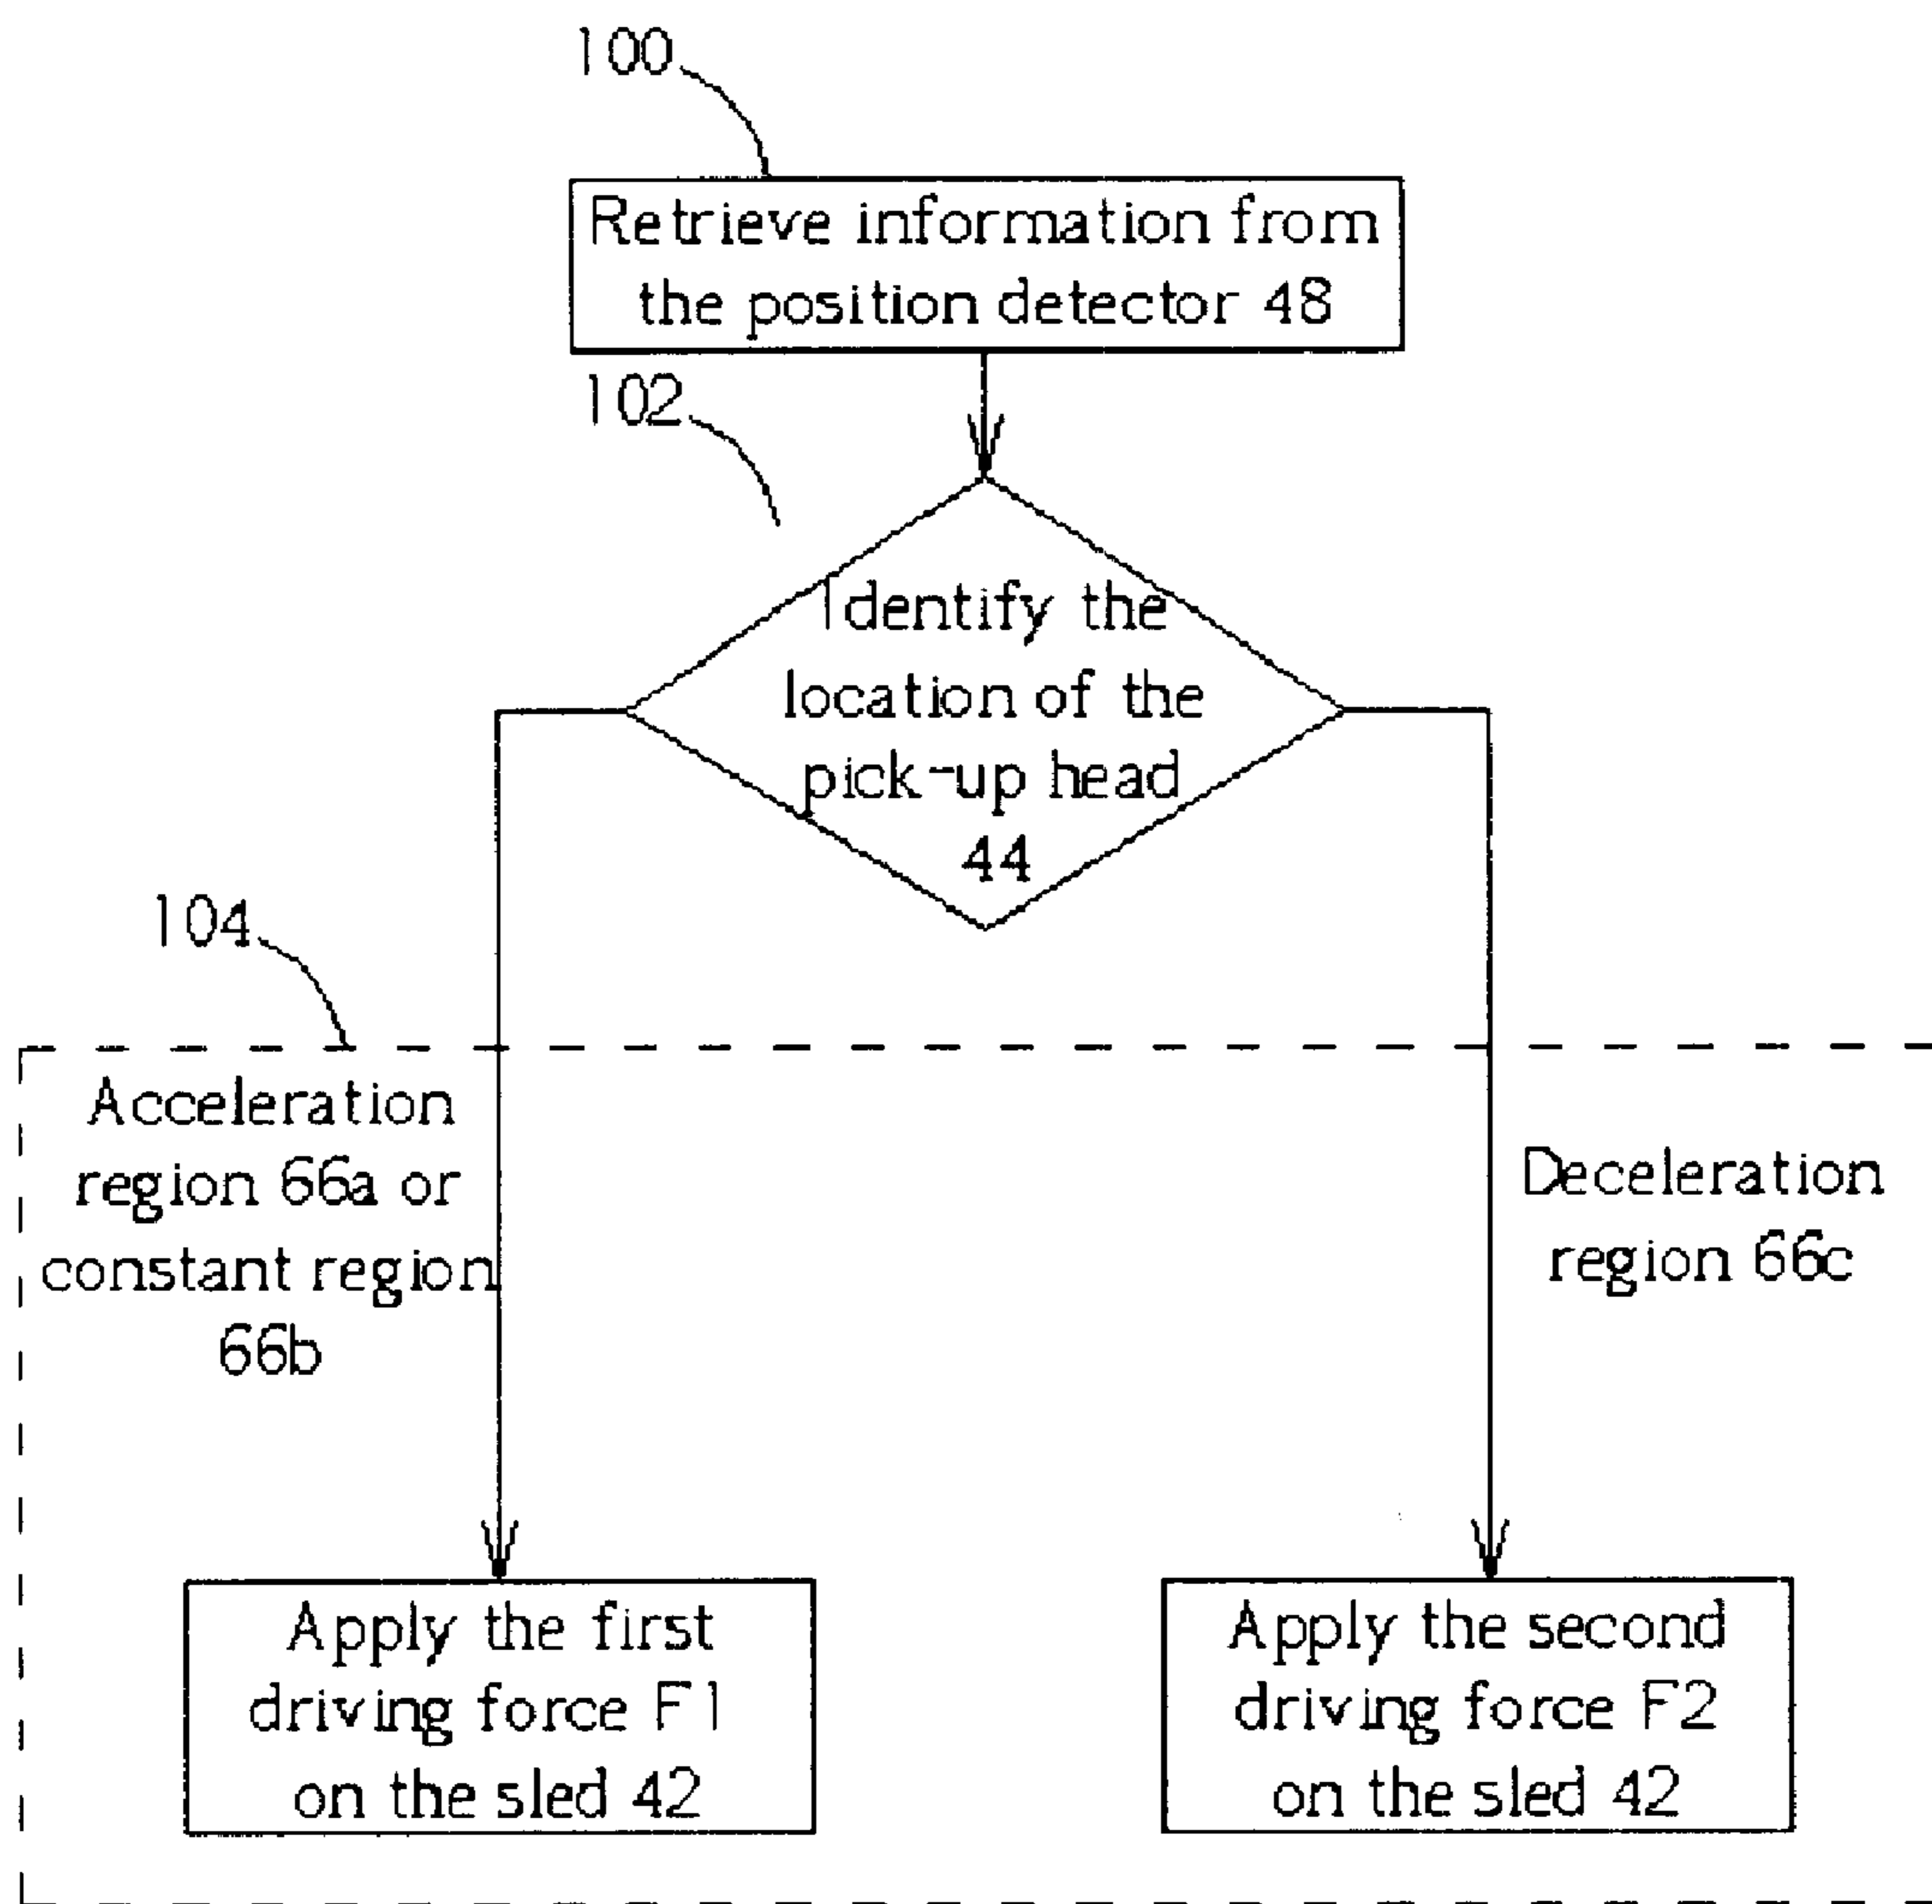 100
Retrieve information from
the position detector 48
102
Identify the
location of the
pick-up head
44
104
Acceleration
region 66a or
constant region
66b
Deceleration
region 66c
Apply the first
driving force F1
on the sled 42
Apply the second
driving force F2
on the sled 42